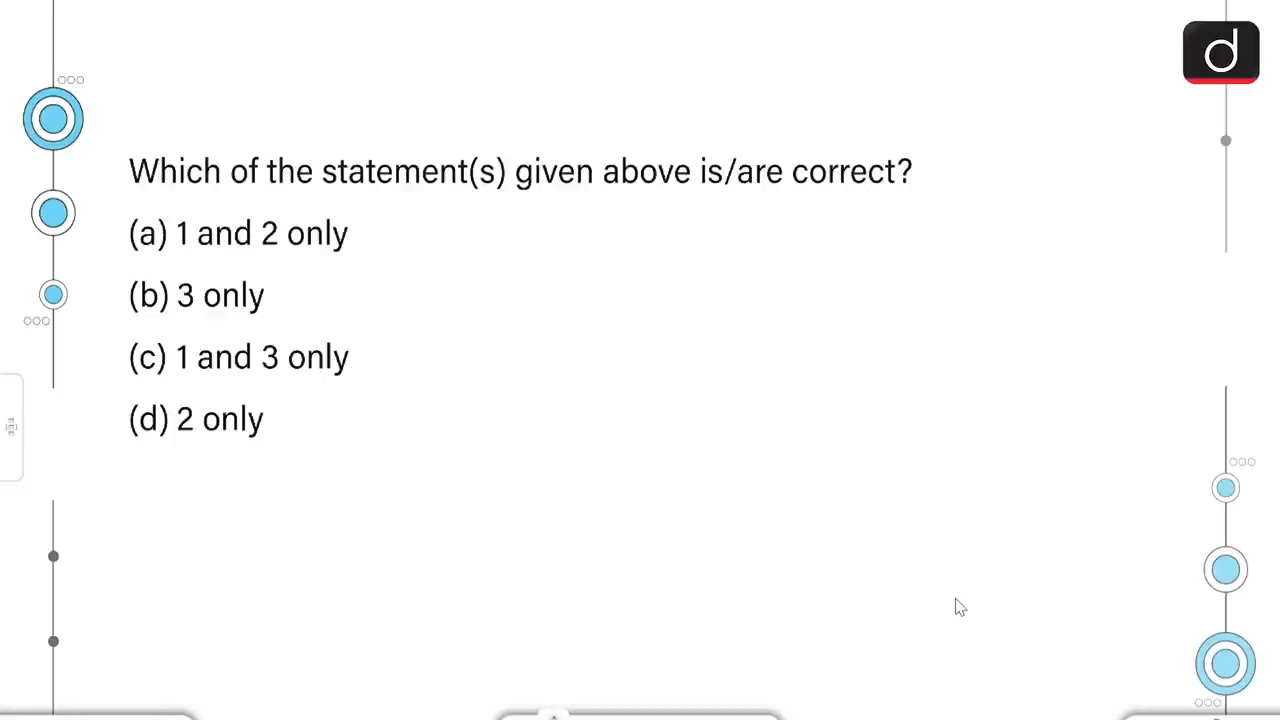 Which of the statement(s) given above is/are correct?
(a) 1 and 2 only
(b) 3 only
(c) 1 and 3 only
(d) 2 only
d